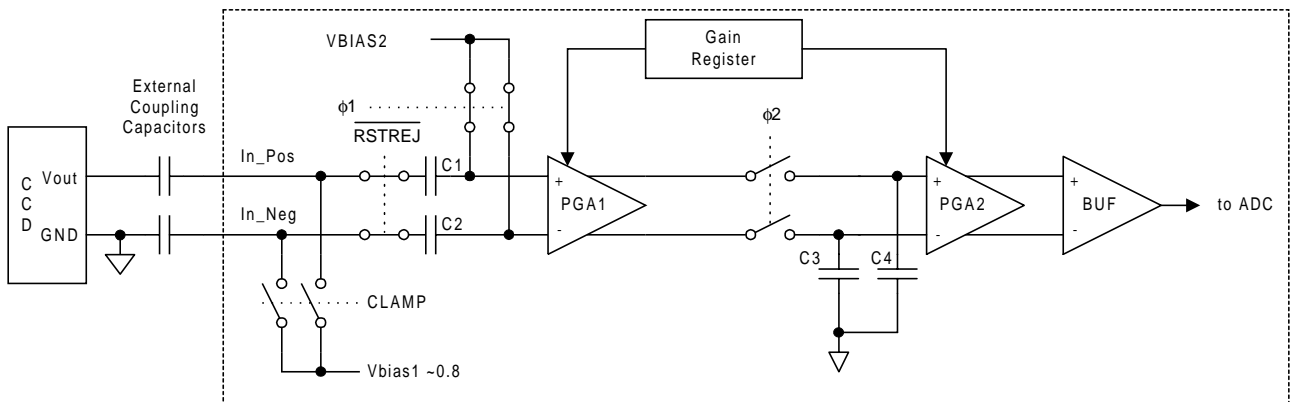 Gain
Register
VBIAS2
External
Coupling
Capacitors
ϕ1
RSTREJ
ϕ2
CCD
Vout
GND
In_Pos
In_Neg
C1
C2
+
PGA1
-
+
PGA2
-
+
BUF
-
to ADC
C3
C4
CLAMP
Vbias1 ~0.8